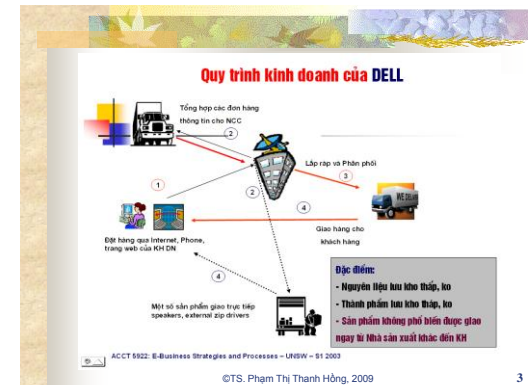 Quy trình kinh doanh của DELL
Tổng hợp các đơn hàng
thông tin cho NCC
2
Lắp ráp và Phân phối
3
1
2
4
WE DELIVER
Đặt hàng qua Internet, Phone,
trang web của KH DN
Giao hàng cho
khách hàng
4
Một số sản phẩm giao trực tiếp
speakers, external zip drivers
Đặc điểm:
- Nguyên liệu lưu kho thấp, ko
- Thành phẩm lưu kho thấp, ko
- Sản phẩm không phổ biến được giao
ngay từ Nhà sản xuất khác đến KH
ACCT 5922: E-Business Strategies and Processes – UNSW – S1 2003
©TS. Phạm Thị Thanh Hồng, 2009
3